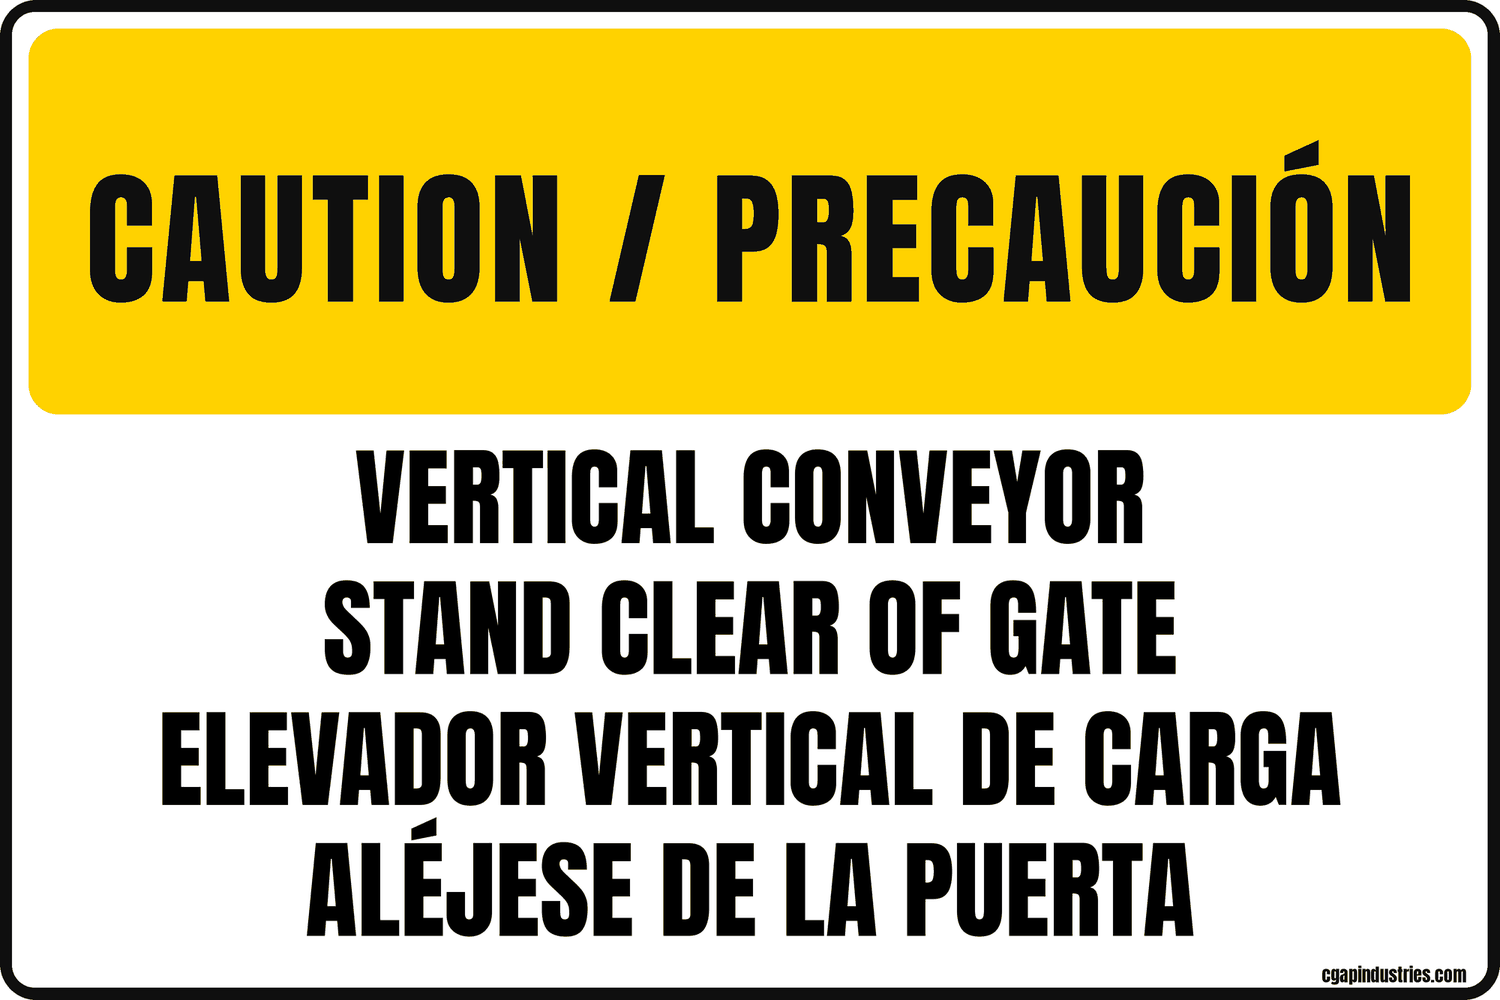 CAUTION / PRECAUCIÓN
VERTICAL CONVEYOR
STAND CLEAR OF GATE
ELEVADOR VERTICAL DE CARGA
ALÉJESE DE LA PUERTA
cgapindustries.com